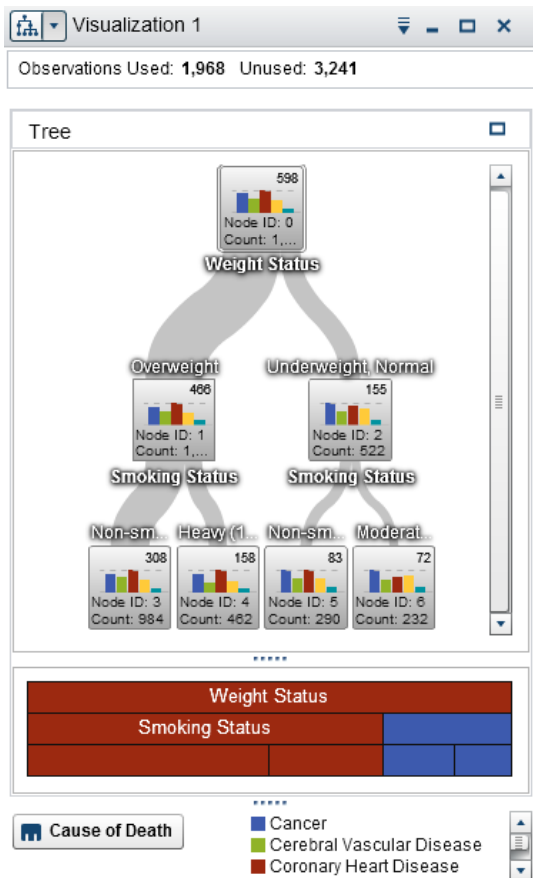 Visualization 1
Observations Used: 1,968 Unused: 3,241
Tree
598
Node ID: 0
Count: 1,...
Weight Status
Overweight
Underweight, Normal
466
Node ID: 1
Count: 1,...
155
Node ID: 2
Count: 522
Smoking Status
Smoking Status
Non-sm...
Heavy (1...
Non-sm...
Moderat...
308
Node ID: 3
Count: 984
158
Node ID: 4
Count: 462
83
Node ID: 5
Count: 290
72
Node ID: 6
Count: 232
Weight Status
Smoking Status
Cause of Death
Cancer
Cerebral Vascular Disease
Coronary Heart Disease